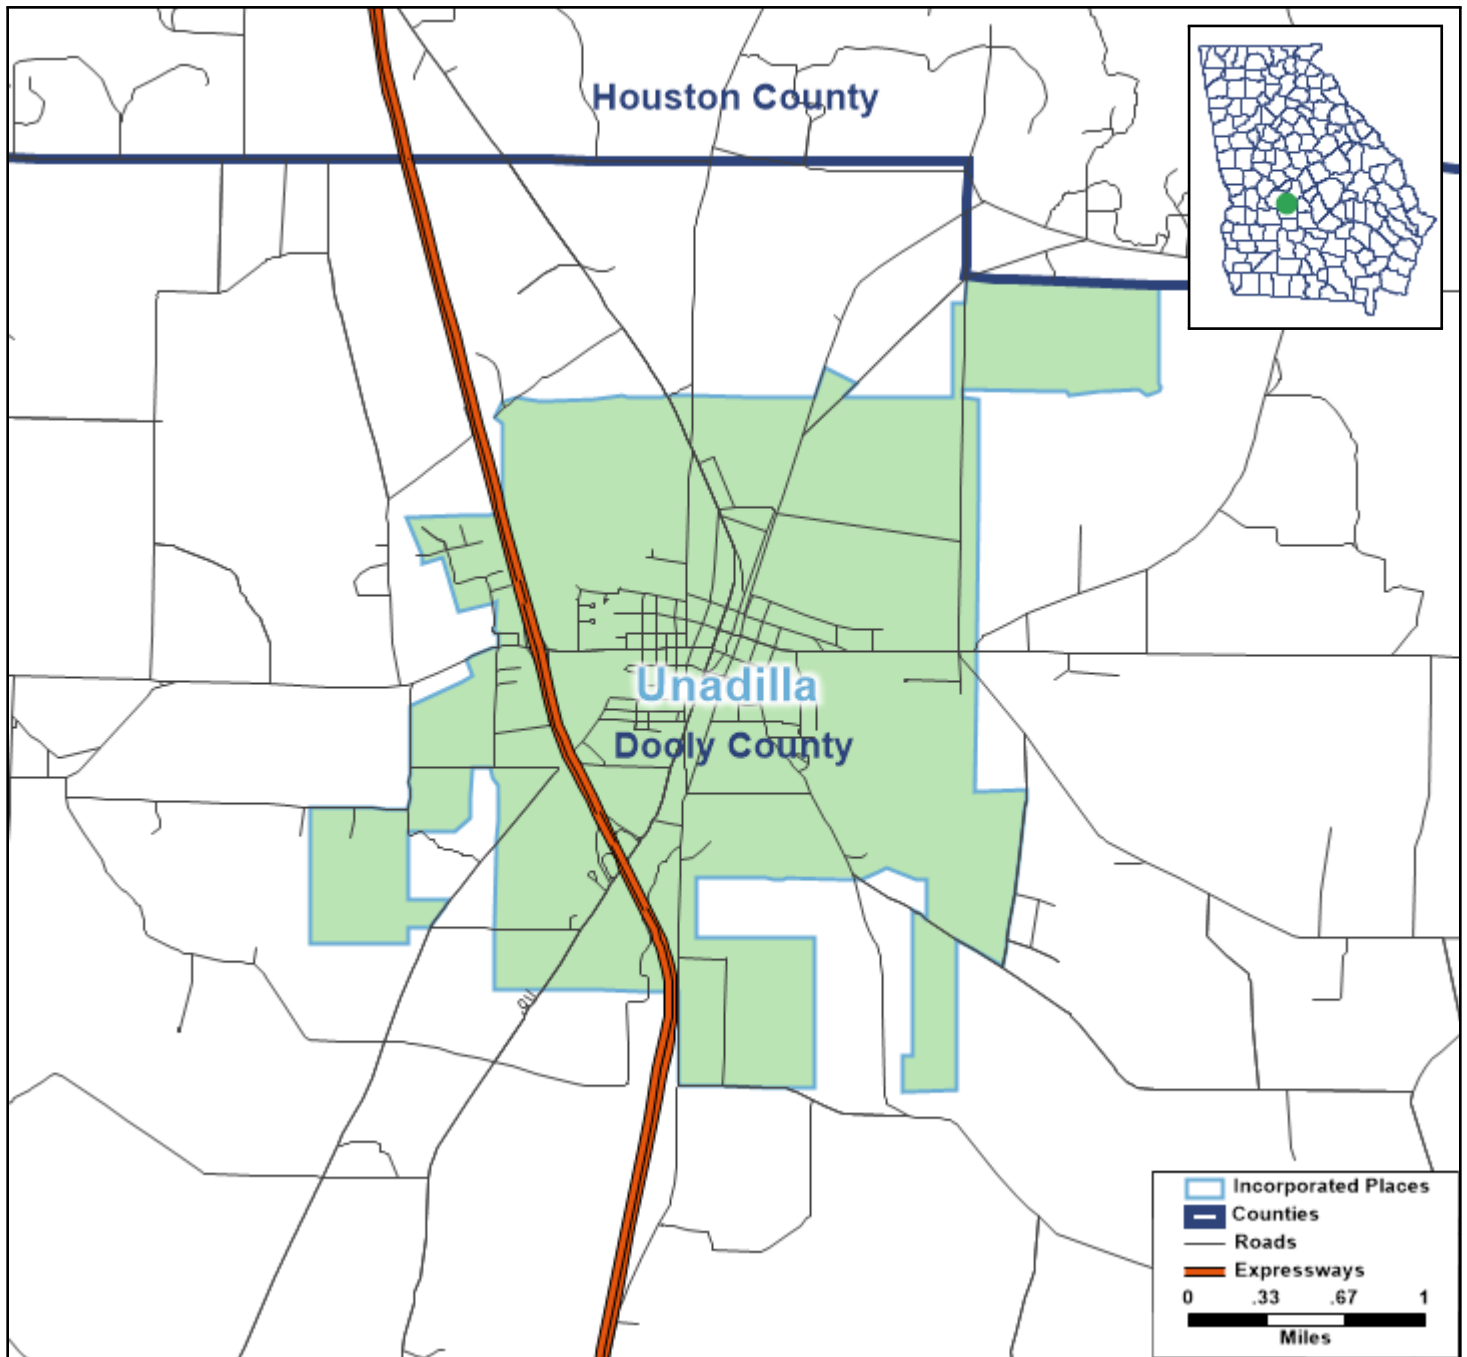 Houston County
Unadilla
Dooly County
Incorporated Places
Counties
Roads
Expressways
0 .33 .67 1
Miles